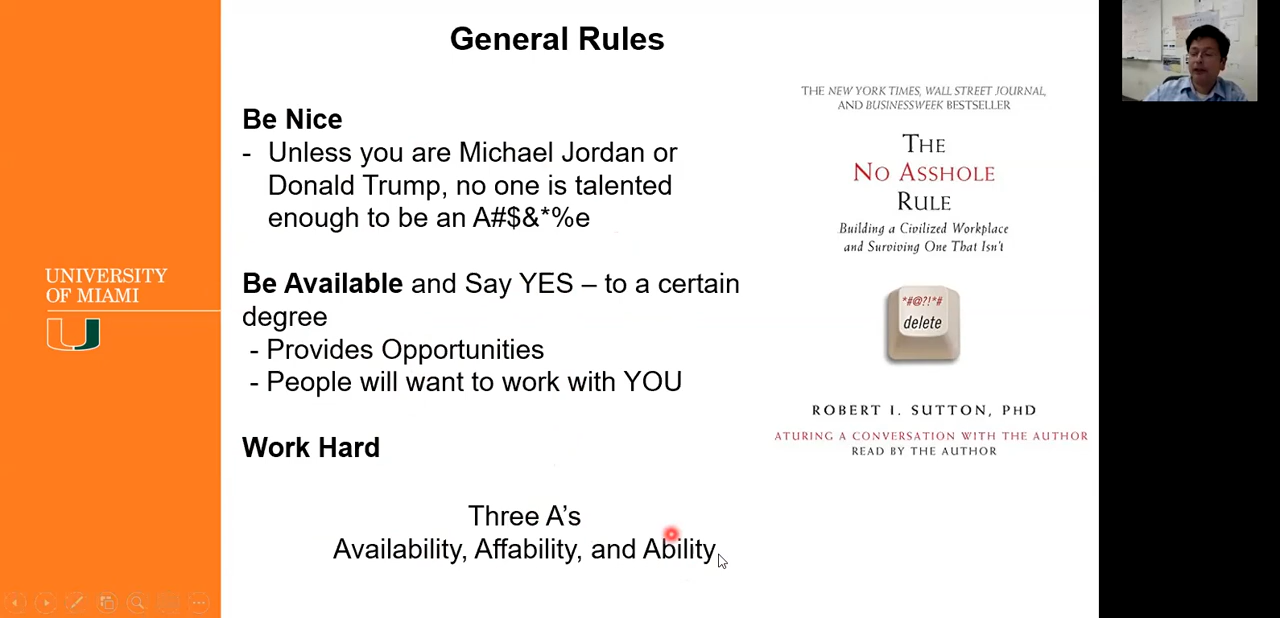 General Rules
Be Nice
- Unless you are Michael Jordan or
Donald Trump, no one is talented
enough to be an A#$&*%e
Be Available and Say YES – to a certain
degree
- Provides Opportunities
- People will want to work with YOU
Work Hard
Three A’s
Availability, Affability, and Ability
UNIVERSITY
OF MIAMI
THE NEW YORK TIMES, WALL STREET JOURNAL,
AND BUSINESSWEEK BESTSELLER
THE
NO ASSHOLE
RULE
Building a Civilized Workplace
and Surviving One That Isn't
*#@?!*#
delete
ROBERT I. SUTTON, PHD
ATURING A CONVERSATION WITH THE AUTHOR
READ BY THE AUTHOR